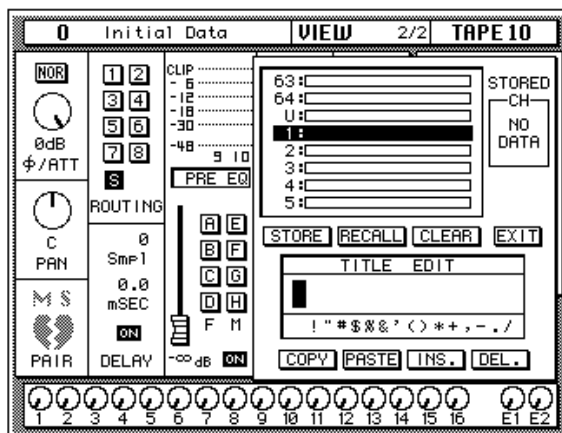 0 Initial Data VIEW 2/2 TAPE 10
NOR
0dB
φ/ATT
C
PAN
M S
PAIR
1 2
3 4
5 6
7 8
S
ROUTING
0
Smpl
0.0
mSEC
ON
DELAY
CLIP
- 6
-12
-18
-30
-48
9 10
PRE EQ
A E
B F
C G
D H
F M
-∞ dB ON
63:
64:
U:
1:
2:
3:
4:
5:
STORED
CH
NO
DATA
STORE RECALL CLEAR EXIT
TITLE EDIT
!"#$%&'()*+,-./
COPY PASTE INS. DEL.
1 2 3 4 5 6 7 8 9 10 11 12 13 14 15 16 E1 E2